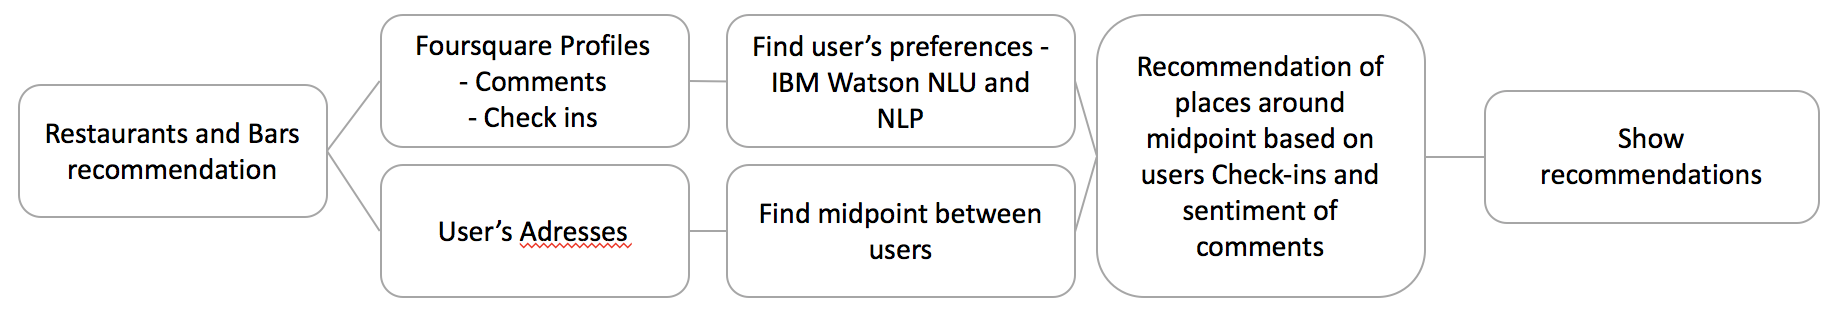 Restaurants and Bars
recommendation
Foursquare Profiles
- Comments
- Check ins
User’s Adresses
Find user’s preferences -
IBM Watson NLU and
NLP
Find midpoint between
users
Recommendation of
places around
midpoint based on
users Check-ins and
sentiment of
comments
Show
recommendations